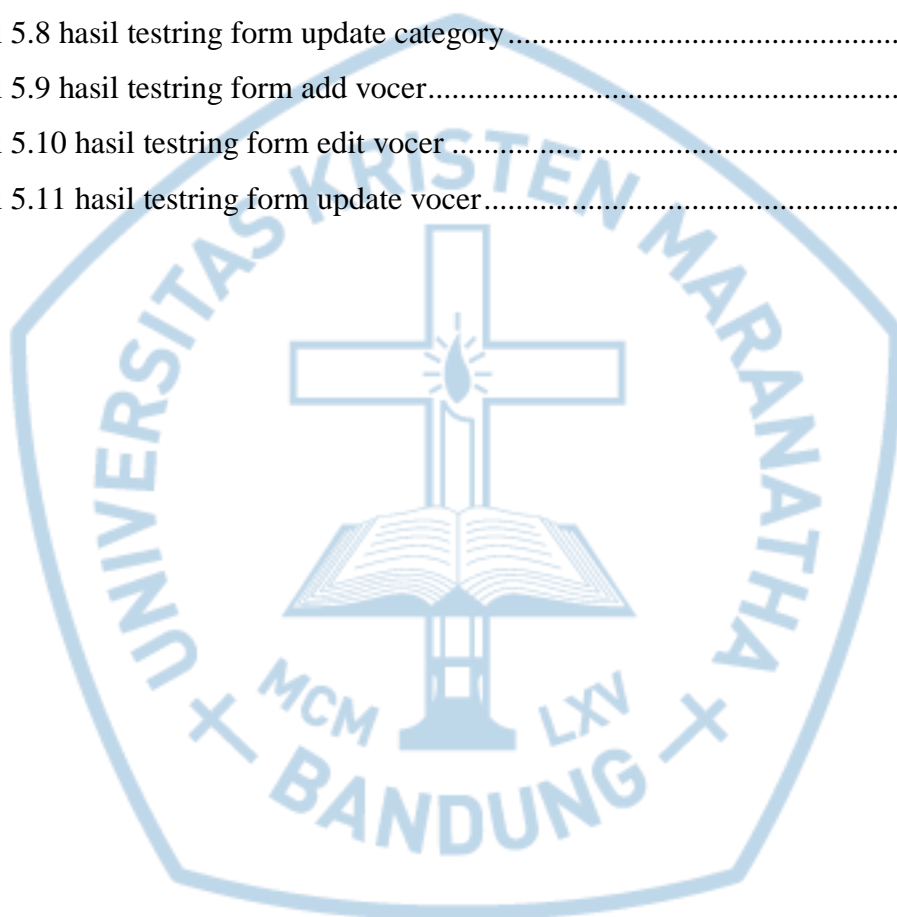 5.8 hasil testring form update category........................................................
5.9 hasil testring form add vocer..................................................................
5.10 hasil testring form edit vocer ...............................................................
5.11 hasil testring form update vocer...........................................................
UNIVERSITAS KRISTEN MARANATHA
MCM LXV
BANDUNG